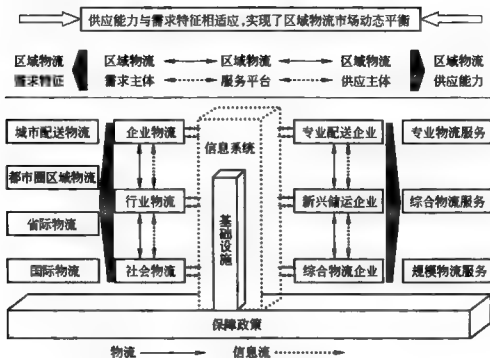 供应能力与需求特征相适应,实现了区域物流市场动态平衡
区域物流 区域物流 区域物流 区域物流 区域物流
需求特征 需求主体 服务平台 供应主体 供应能力
城市配送物流 企业物流 信息系统 专业配送企业 专业物流服务
都市圈区域物流 行业物流 基础设施 新兴储运企业 综合物流服务
省际物流
国际物流 社会物流 综合物流企业 规模物流服务
保障政策
物流 信息流